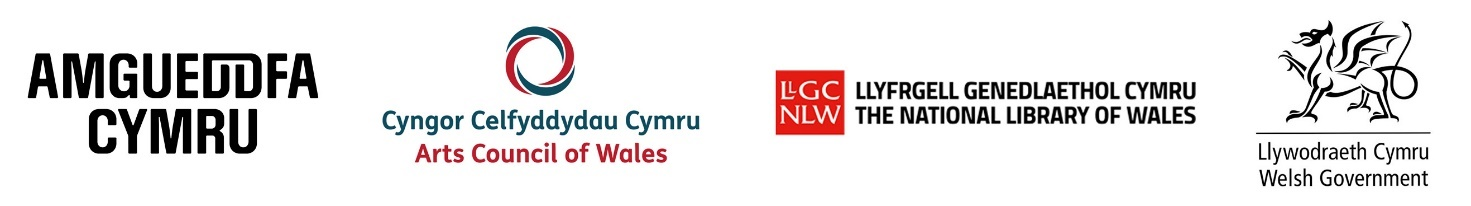 AMGUEDDFA
CYMRU
Cyngor Celfyddydau Cymru
Arts Council of Wales
LLGC
NLW
LLYFRGELL GENEDLAETHOL CYMRU
THE NATIONAL LIBRARY OF WALES
Llywodraeth Cymru
Welsh Government